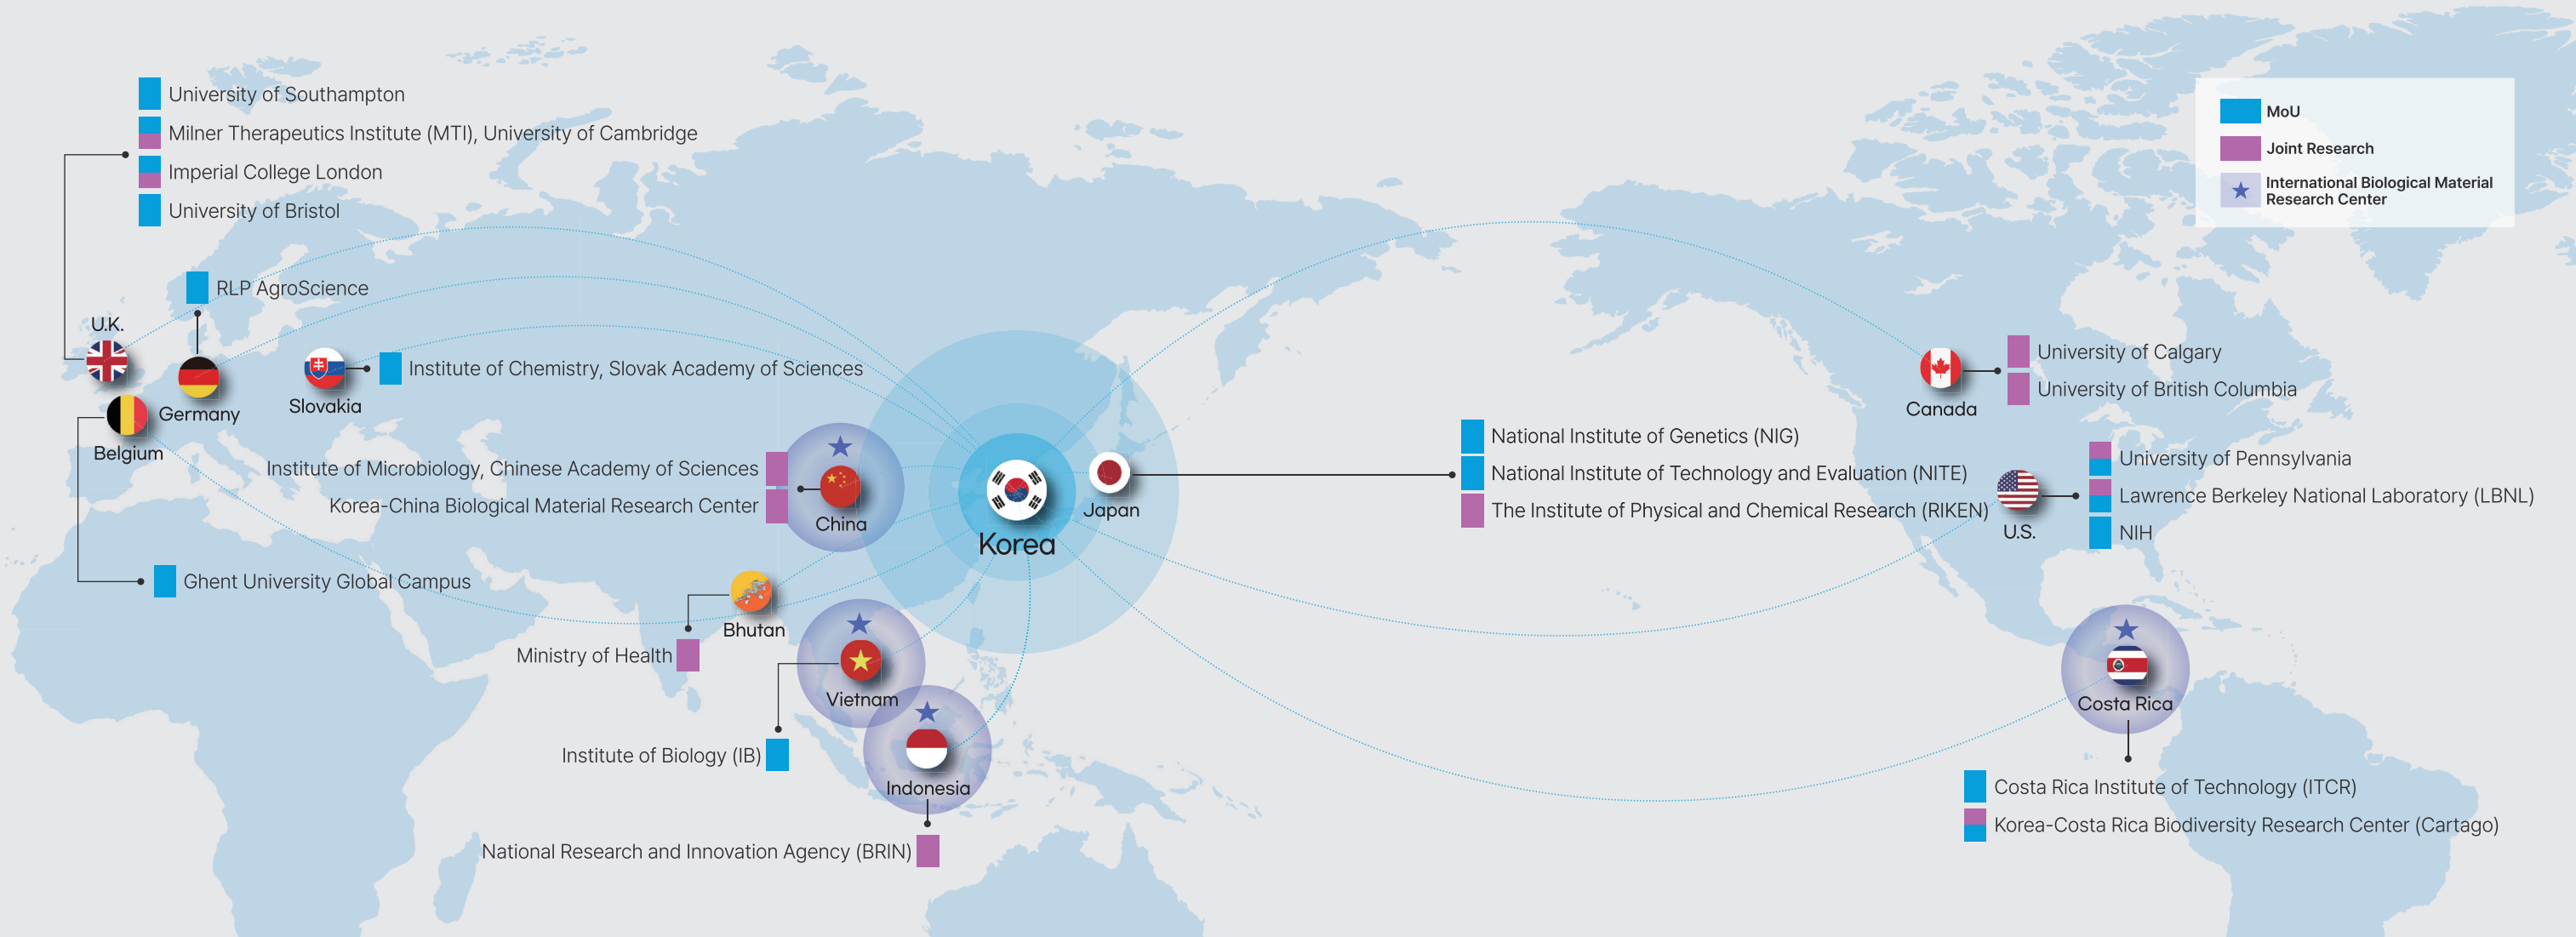 University of Southampton
Milner Therapeutics Institute (MTI), University of Cambridge
Imperial College London
University of Bristol
MoU
Joint Research
International Biological Material
Research Center
RLP AgroScience
U.K.
Germany
Slovakia
Institute of Chemistry, Slovak Academy of Sciences
Belgium
Ghent University Global Campus
Institute of Microbiology, Chinese Academy of Sciences
Korea-China Biological Material Research Center
China
Korea
Japan
National Institute of Genetics (NIG)
National Institute of Technology and Evaluation (NITE)
The Institute of Physical and Chemical Research (RIKEN)
Canada
University of Calgary
University of British Columbia
U.S.
University of Pennsylvania
Lawrence Berkeley National Laboratory (LBNL)
NIH
Bhutan
Ministry of Health
Vietnam
Institute of Biology (IB)
Indonesia
National Research and Innovation Agency (BRIN)
Costa Rica
Costa Rica Institute of Technology (ITCR)
Korea-Costa Rica Biodiversity Research Center (Cartago)